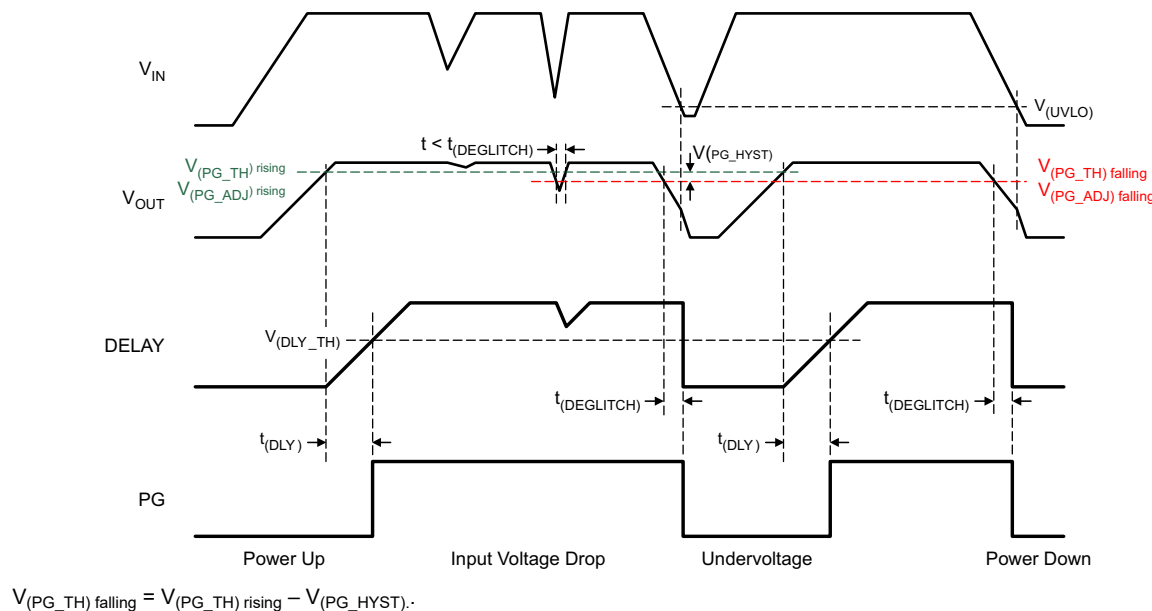 V(UVLO)
VIN
t < t(DEGLITCH)
V(PG_HYST)
V(PG_TH) rising
V(PG_ADJ) rising
V(PG_TH) falling
V(PG_ADJ) falling
VOUT
V(DLY_TH)
DELAY
t(DEGLITCH)
t(DEGLITCH)
t(DLY)
t(DLY)
PG
Power Up
Input Voltage Drop
Undervoltage
Power Down
V(PG_TH) falling = V(PG_TH) rising – V(PG_HYST).